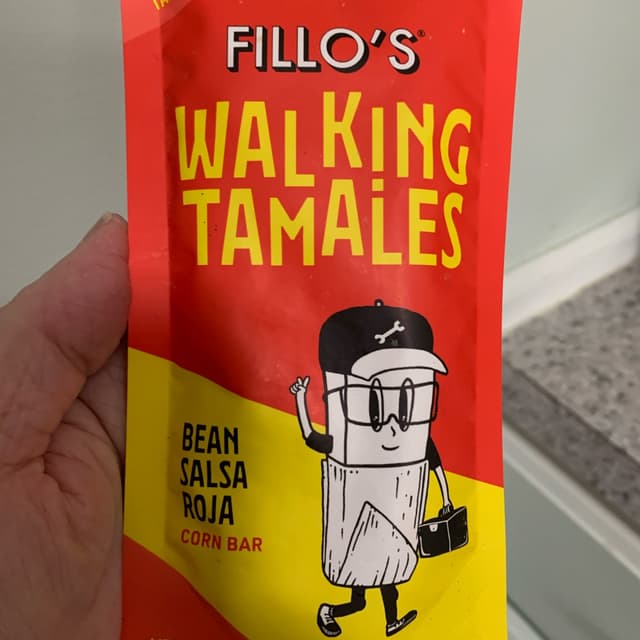 FILLO'S®
WALKING
TAMALES
BEAN
SALSA
ROJA
CORN BAR